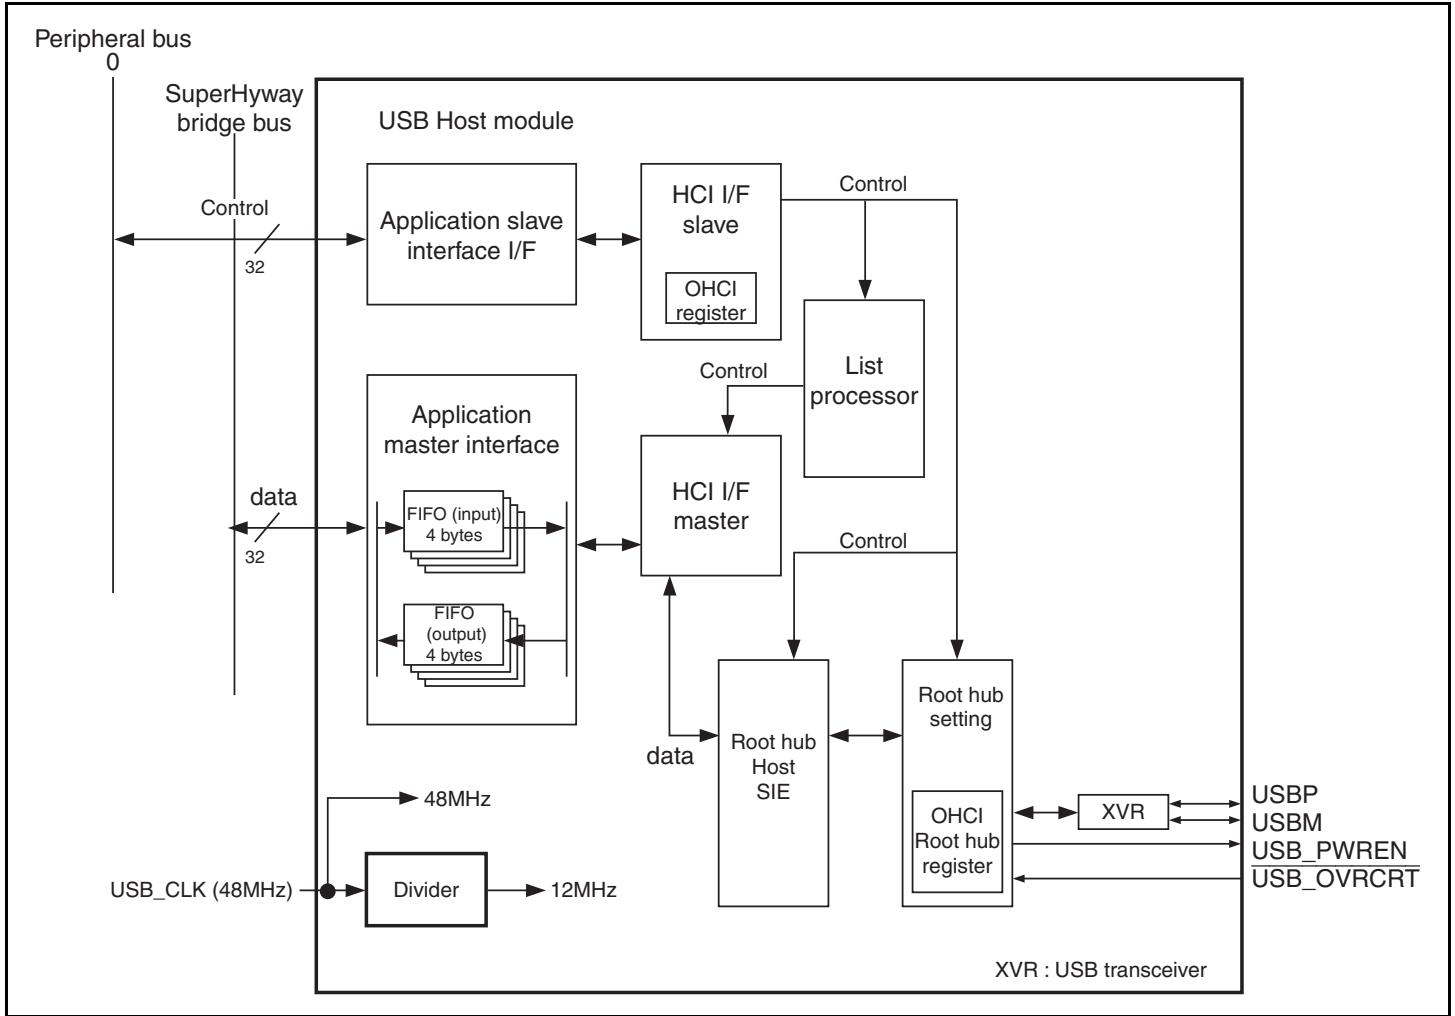 Peripheral bus
0
SuperHyway
bridge bus
USB Host module
Control
32
Application slave
interface I/F
HCI I/F
slave
OHCI
register
Control
List
processor
Control
Application
master interface
data
32
FIFO (input)
4 bytes
FIFO
(output)
4 bytes
HCI I/F
master
Control
data
Root hub
Host
SIE
Root hub
setting
OHCI
Root hub
register
XVR
USBP
USBM
USB_PWREN
USB_OVRCRT
48MHz
USB_CLK (48MHz)
Divider
12MHz
XVR : USB transceiver